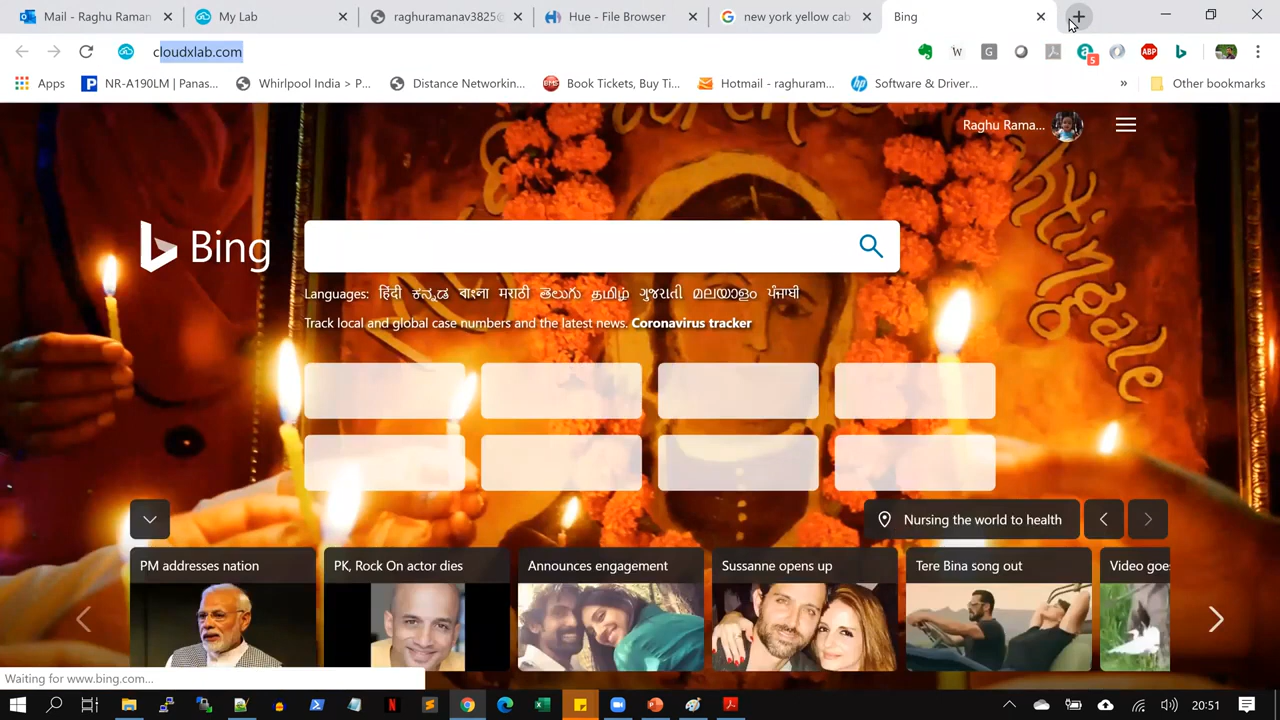 Mail - Raghu Raman
My Lab
raghuramanav3825@
Hue - File Browser
new york yellow cab
Bing
cloudxlab.com
5
ABP
Apps
NR-A190LM | Panas...
Whirlpool India > P...
Distance Networkin...
Book Tickets, Buy Ti...
Hotmail - raghuram...
Software & Driver...
»
Other bookmarks
Raghu Rama...
Bing
Languages: हिंदी ಕನ್ನಡ বাংলা मराठी తెలుగు தமிழ் ગુજરાતી മലയാളം ਪੰਜਾਬੀ
Track local and global case numbers and the latest news. Coronavirus tracker
Nursing the world to health
PM addresses nation
PK, Rock On actor dies
Announces engagement
Sussanne opens up
Tere Bina song out
Video goe
Waiting for www.bing.com...
20:51